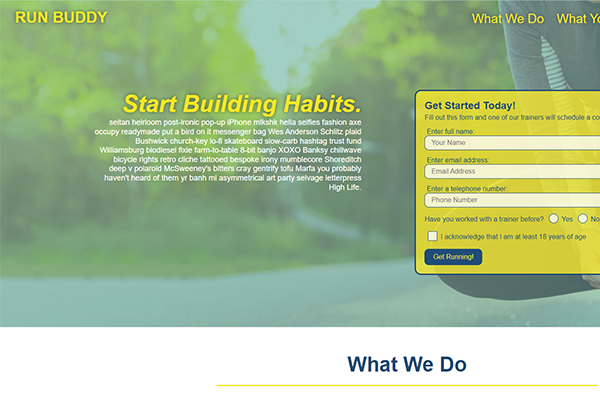 RUN BUDDY
What We Do What Yo
Start Building Habits.
seitan heirloom post-ironic pop-up iPhone mlkshk hella selfies fashion axe
occupy readymade put a bird on it messenger bag Wes Anderson Schlitz plaid
Bushwick church-key lo-fi skateboard slow-carb hashtag trust fund
Williamsburg biodiesel fixie farm-to-table 8-bit banjo XOXO Banksy chillwave
bicycle rights retro cliche tattooed bespoke irony mumblecore Shoreditch
deep v polaroid McSweeney's bitters cray gentrify tofu Marfa you probably
haven't heard of them yr banh mi asymmetrical art party selvage letterpress
High Life.
Get Started Today!
Fill out this form and one of our trainers will schedule a co
Enter full name:
Your Name
Enter email address:
Email Address
Enter a telephone number:
Phone Number
Have you worked with a trainer before? Yes No
I acknowledge that I am at least 18 years of age
Get Running!
What We Do